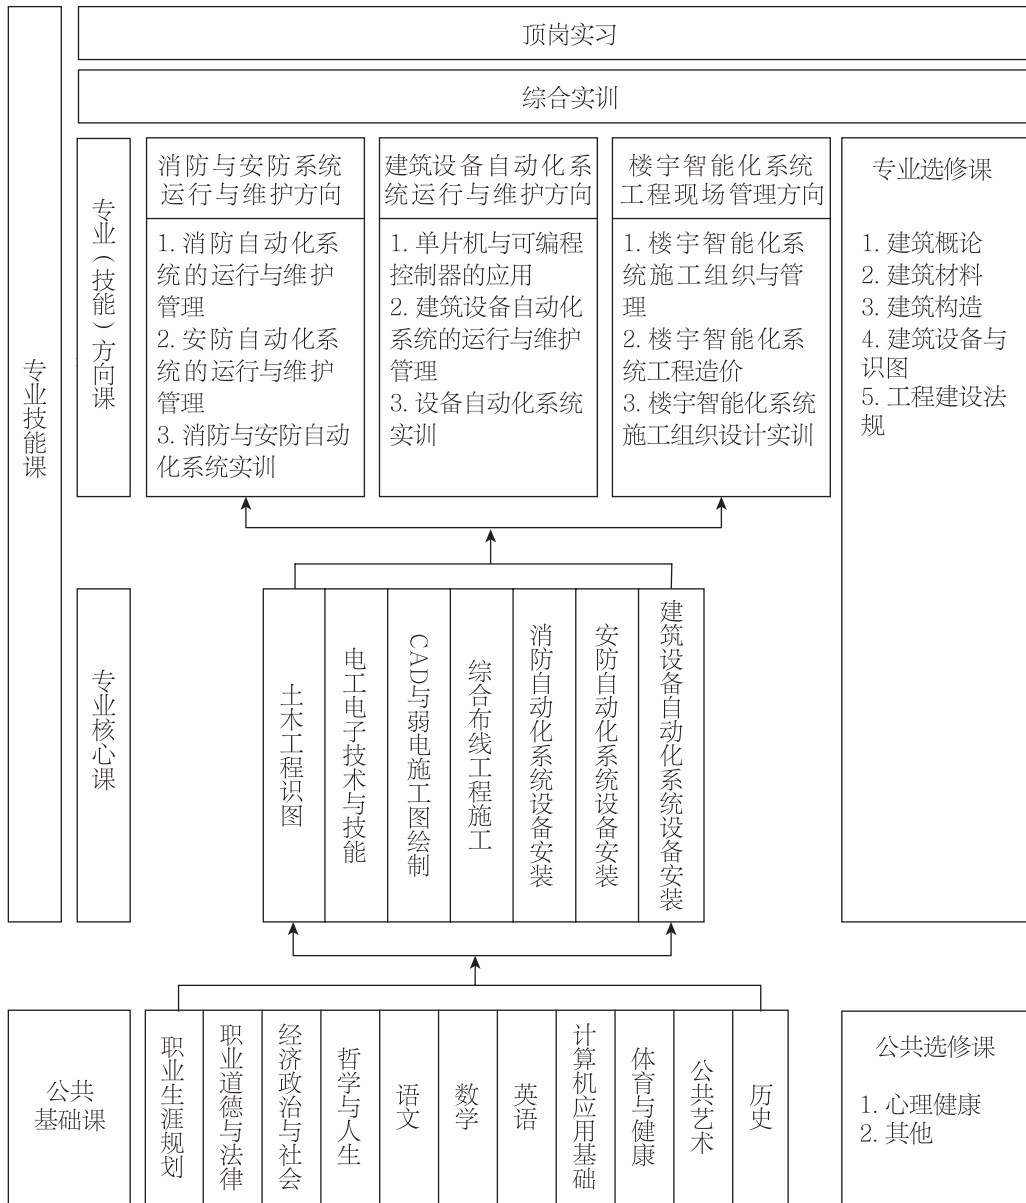 顶岗实习
综合实训
专业技能课
专业（技能）方向课
消防与安防系统
运行与维护方向
1. 消防自动化系
统的运行与维护
管理
2. 安防自动化系
统的运行与维护
管理
3. 消防与安防自动
化系统实训
建筑设备自动化系
统运行与维护方向
1. 单片机与可编程
控制器的应用
2. 建筑设备自动化
系统的运行与维护
管理
3. 设备自动化系统
实训
楼宇智能化系统
工程现场管理方向
1. 楼宇智能化系
统施工组织与管
理
2. 楼宇智能化系
统工程造价
3. 楼宇智能化系统
施工组织设计实训
专业选修课
1. 建筑概论
2. 建筑材料
3. 建筑构造
4. 建筑设备与
识图
5. 工程建设法
规
专业核心课
土木工程识图
电工电子技术与技能
CAD与弱电施工图绘制
综合布线工程施工
消防自动化系统设备安装
安防自动化系统设备安装
建筑设备自动化系统设备安装
公共
基础课
职业生涯规划
职业道德与法律
经济政治与社会
哲学与人生
语文
数学
英语
计算机应用基础
体育与健康
公共艺术
历史
公共选修课
1. 心理健康
2. 其他